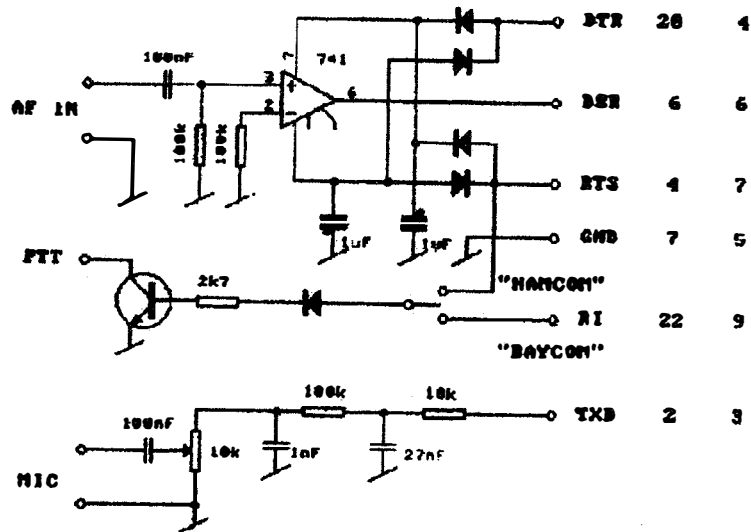 DTR 20 4
100nF
7
741
AF IN
3
2
6
DSR 6 6
100k
100k
RTS 4 7
1µF
1µF
GND 7 5
PTT
2k7
"HAMCOM"
RI 22 9
"BAYCOM"
100k
10k
100nF
10k
1nF
27nF
TXD 2 3
MIC